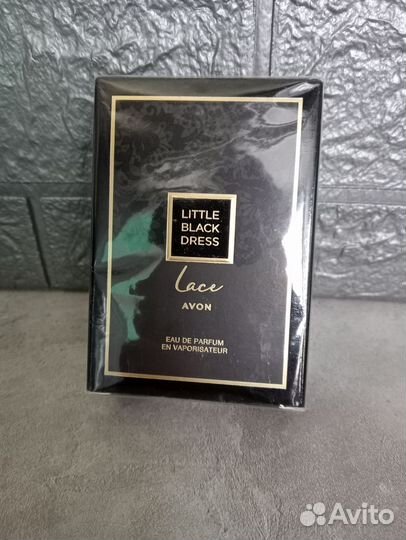 LITTLE
BLACK
DRESS
Lace
AVON
EAU DE PARFUM
EN VAPORISATEUR
Avito